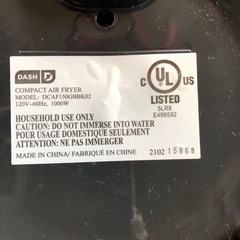 DASH D
COMPACT AIR FRYER
MODEL: DCAF150GBBK02
120V~60Hz, 1000W
C UL US
LISTED
5LR8
E498592
HOUSEHOLD USE ONLY
CAUTION: DO NOT IMMERSE INTO WATER
POUR USAGE DOMESTIQUE SEULEMENT
ATTENTION: NE PAS IMMERGER
MADE IN CHINA/ FABRIQUÉ EN CHINE
2102 15868